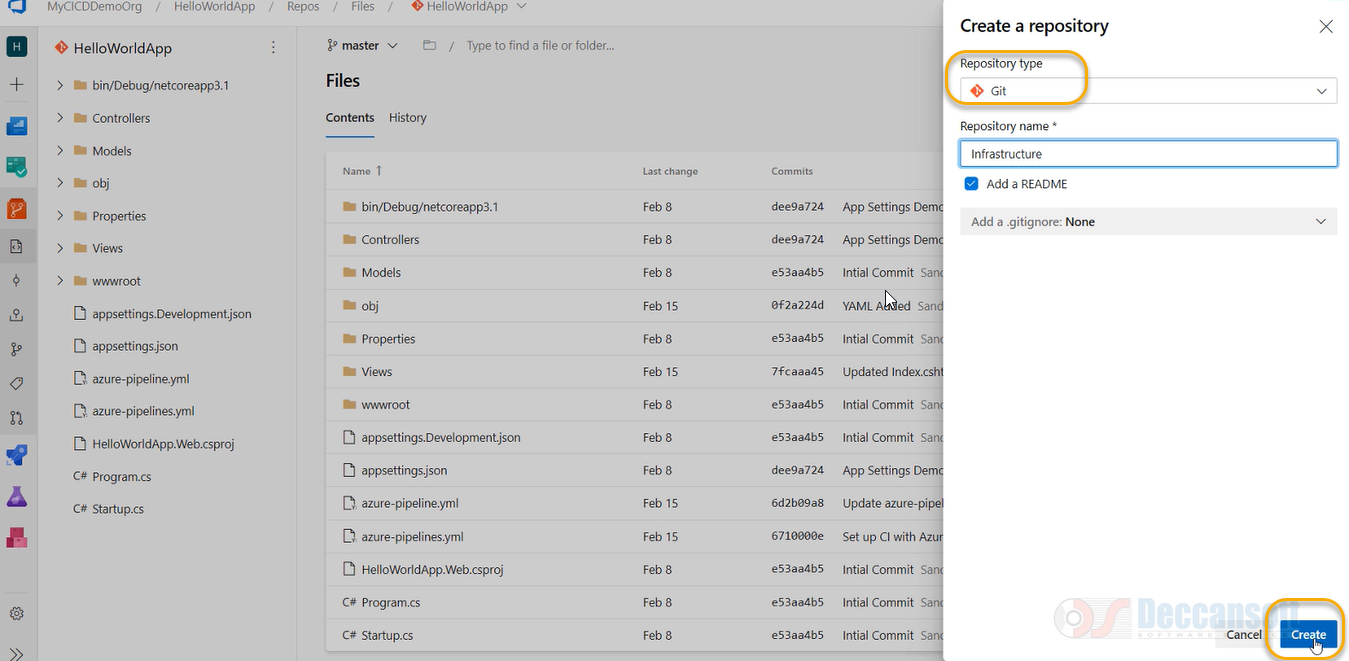 MyCICDDemoOrg / HelloWorldApp / Repos / Files / HelloWorldApp
H
HelloWorldApp
bin/Debug/netcoreapp3.1
Controllers
Models
obj
Properties
Views
wwwroot
appsettings.Development.json
appsettings.json
azure-pipeline.yml
azure-pipelines.yml
HelloWorldApp.Web.csproj
C# Program.cs
C# Startup.cs
master / Type to find a file or folder...
Files
Contents History
Name ↑ Last change Commits
bin/Debug/netcoreapp3.1 Feb 8 dee9a724 App Settings Demo
Controllers Feb 8 dee9a724 App Settings Demo
Models Feb 8 e53aa4b5 Intial Commit Sand
obj Feb 15 0f2a224d YAML Added Sand
Properties Feb 8 e53aa4b5 Intial Commit Sand
Views Feb 15 7fcaaa45 Updated Index.csht
wwwroot Feb 8 e53aa4b5 Intial Commit Sand
appsettings.Development.json Feb 8 e53aa4b5 Intial Commit Sand
appsettings.json Feb 8 dee9a724 App Settings Demo
azure-pipeline.yml Feb 15 6d2b09a8 Update azure-pipel
azure-pipelines.yml Feb 15 6710000e Set up CI with Azur
HelloWorldApp.Web.csproj Feb 8 e53aa4b5 Intial Commit Sand
C# Program.cs Feb 8 e53aa4b5 Intial Commit Sand
C# Startup.cs Feb 8 e53aa4b5 Intial Commit Sand
Create a repository
Repository type
Git
Repository name *
Infrastructure
Add a README
Add a .gitignore: None
Deccansoft
Cancel Create